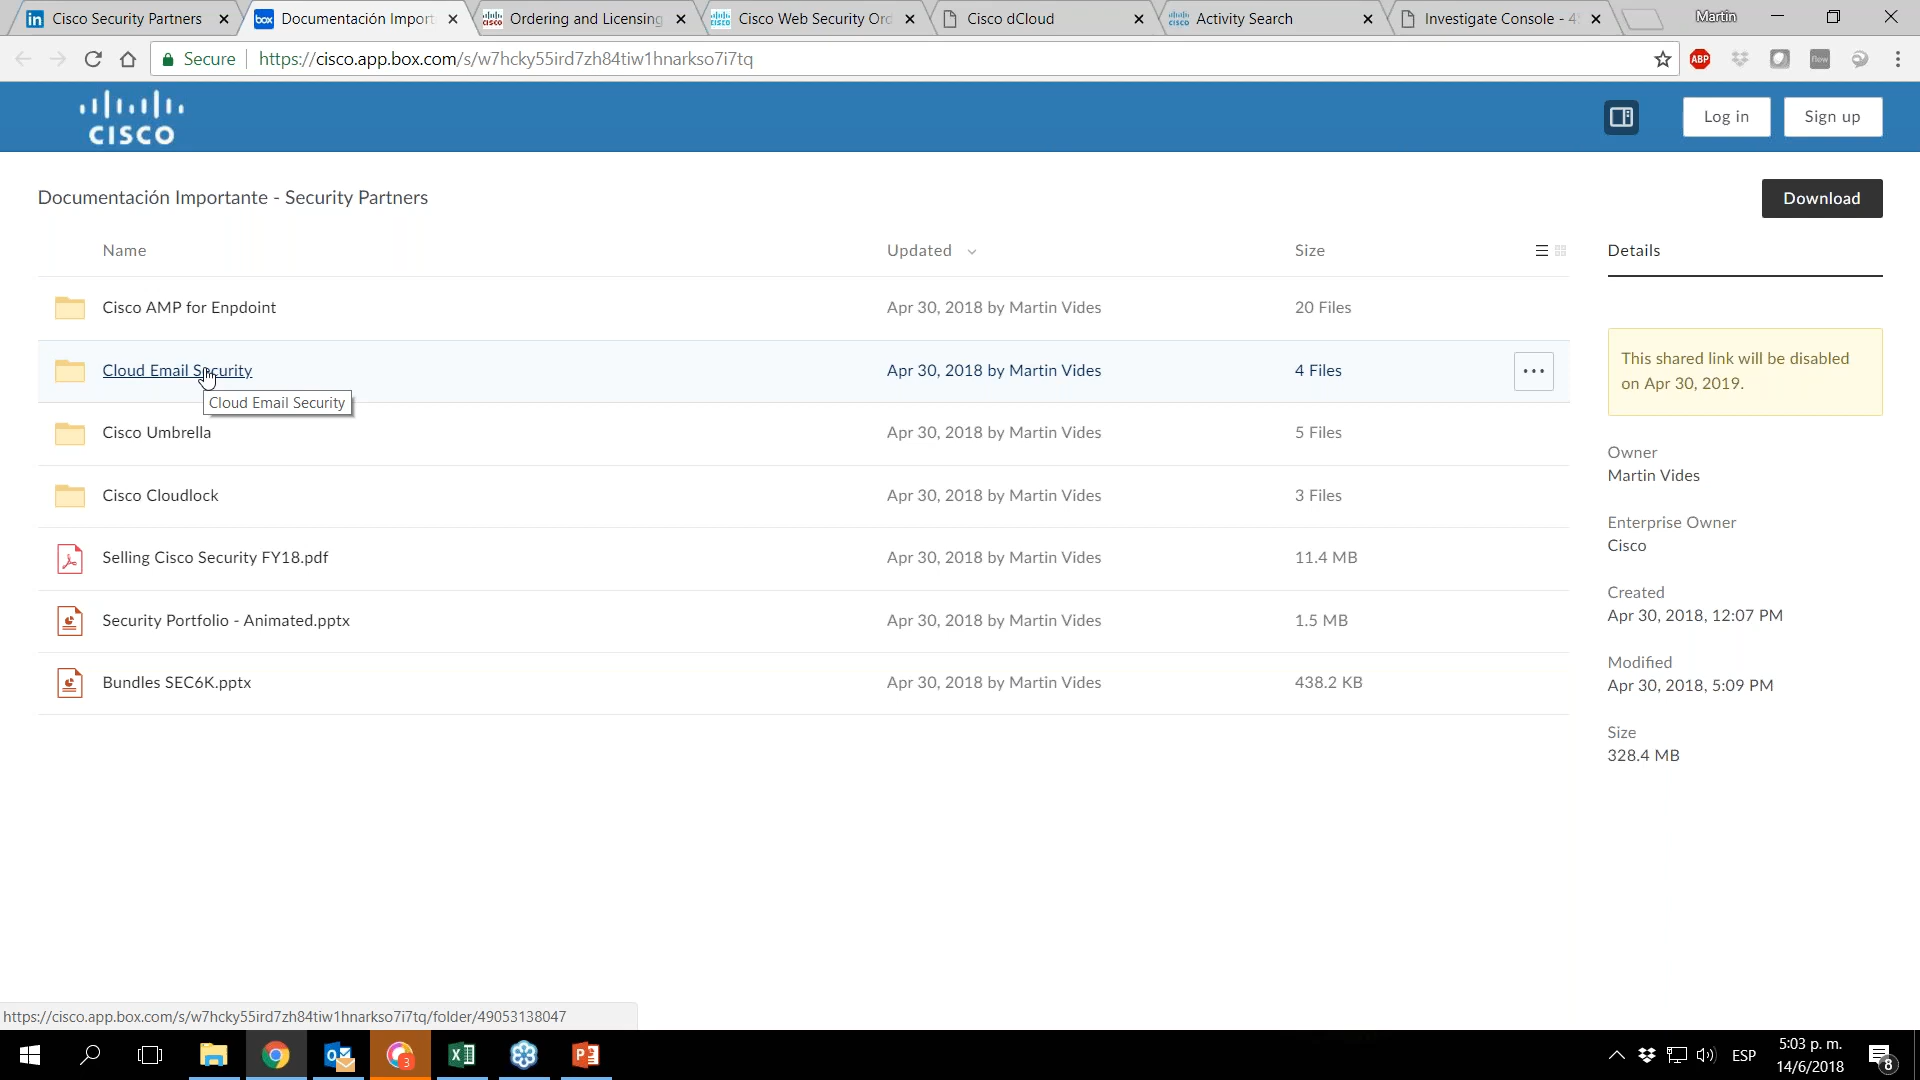 Cisco Security Partners
Documentación Import
Ordering and Licensing
Cisco Web Security Ord
Cisco dCloud
Activity Search
Investigate Console - 4
Martin
Secure
https://cisco.app.box.com/s/w7hcky55ird7zh84tiw1hnarkso7i7tq
ABP
flow
CISCO
Log in
Sign up
Documentación Importante - Security Partners
Download
Name
Updated
Size
Details
Cisco AMP for Enpdoint
Apr 30, 2018 by Martin Vides
20 Files
Cloud Email Security
Apr 30, 2018 by Martin Vides
4 Files
Cloud Email Security
Cisco Umbrella
Apr 30, 2018 by Martin Vides
5 Files
Cisco Cloudlock
Apr 30, 2018 by Martin Vides
3 Files
Selling Cisco Security FY18.pdf
Apr 30, 2018 by Martin Vides
11.4 MB
Security Portfolio - Animated.pptx
Apr 30, 2018 by Martin Vides
1.5 MB
Bundles SEC6K.pptx
Apr 30, 2018 by Martin Vides
438.2 KB
This shared link will be disabled
on Apr 30, 2019.
Owner
Martin Vides
Enterprise Owner
Cisco
Created
Apr 30, 2018, 12:07 PM
Modified
Apr 30, 2018, 5:09 PM
Size
328.4 MB
https://cisco.app.box.com/s/w7hcky55ird7zh84tiw1hnarkso7i7tq/folder/49053138047
3
ESP
5:03 p. m.
14/6/2018
8